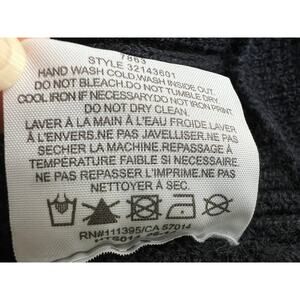 7863
STYLE 32143601
HAND WASH COLD.WASH INSIDE OUT.
DO NOT BLEACH.DO NOT TUMBLE DRY.
COOL IRON IF NECESSARY.DO NOT IRON PRINT.
DO NOT DRY CLEAN.
LAVER À LA MAIN À L'EAU FROIDE LAVER
À L'ENVERS.NE PAS JAVELLISER.NE PAS
SECHER LA MACHINE.REPASSAGE À
TEMPÉRATURE FAIBLE SI NECESSAIRE.
NE PAS REPASSER L'IMPRIME.NE PAS
NETTOYER À SEC.
RN#111395/CA 57014